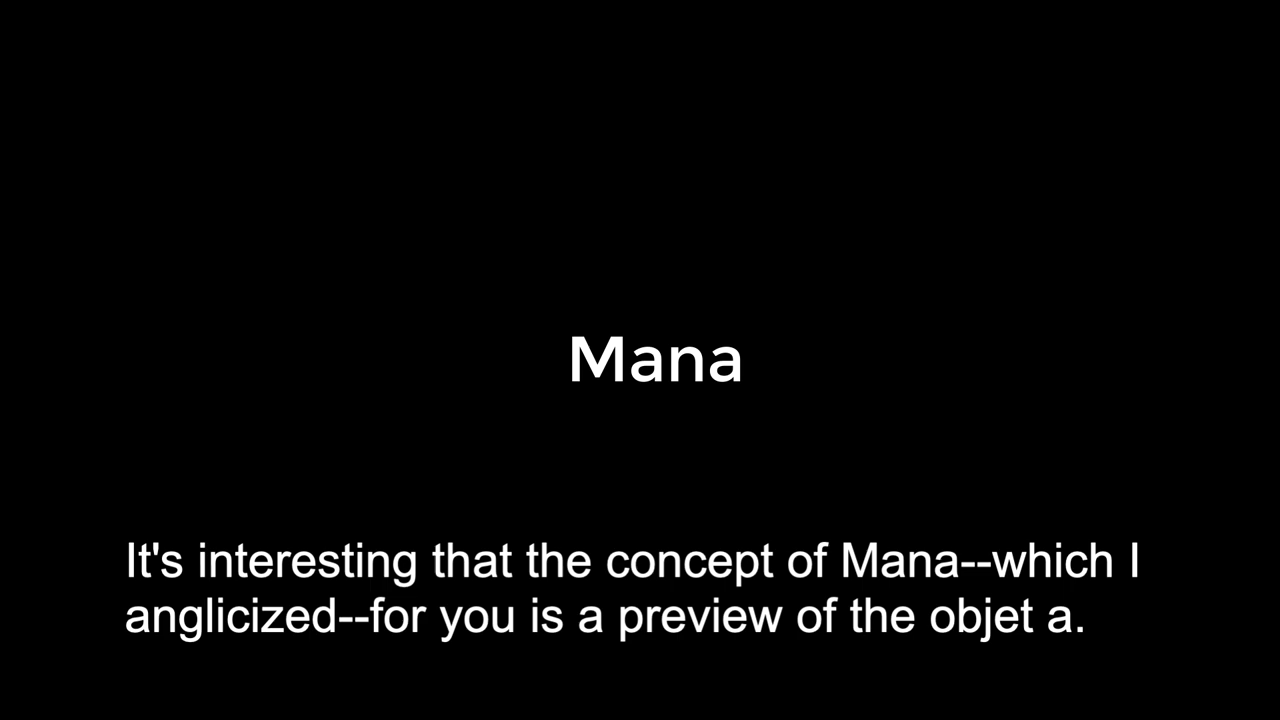 Mana
It's interesting that the concept of Mana--which I
anglicized--for you is a preview of the objet a.